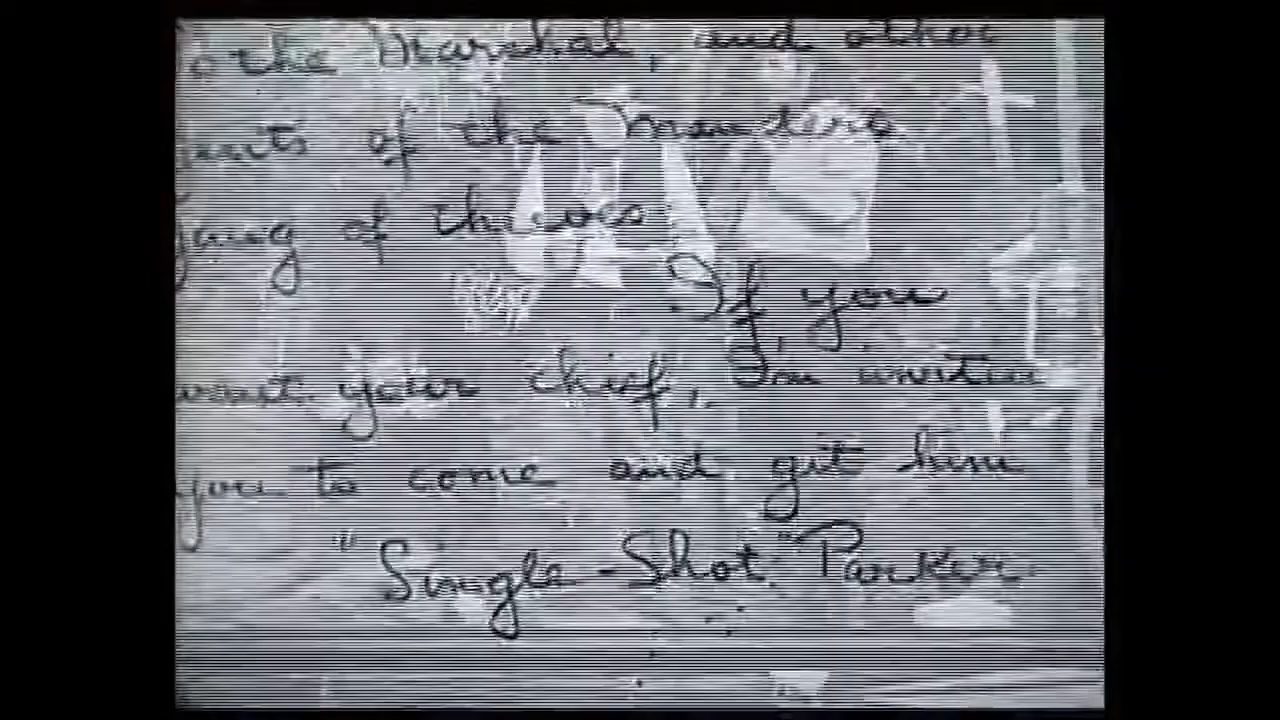 To the Marshal, and other
of the
gang of thieves.
If you
want your chief, I'm invitin
you to come and git him
"Single-Shot" Parker.